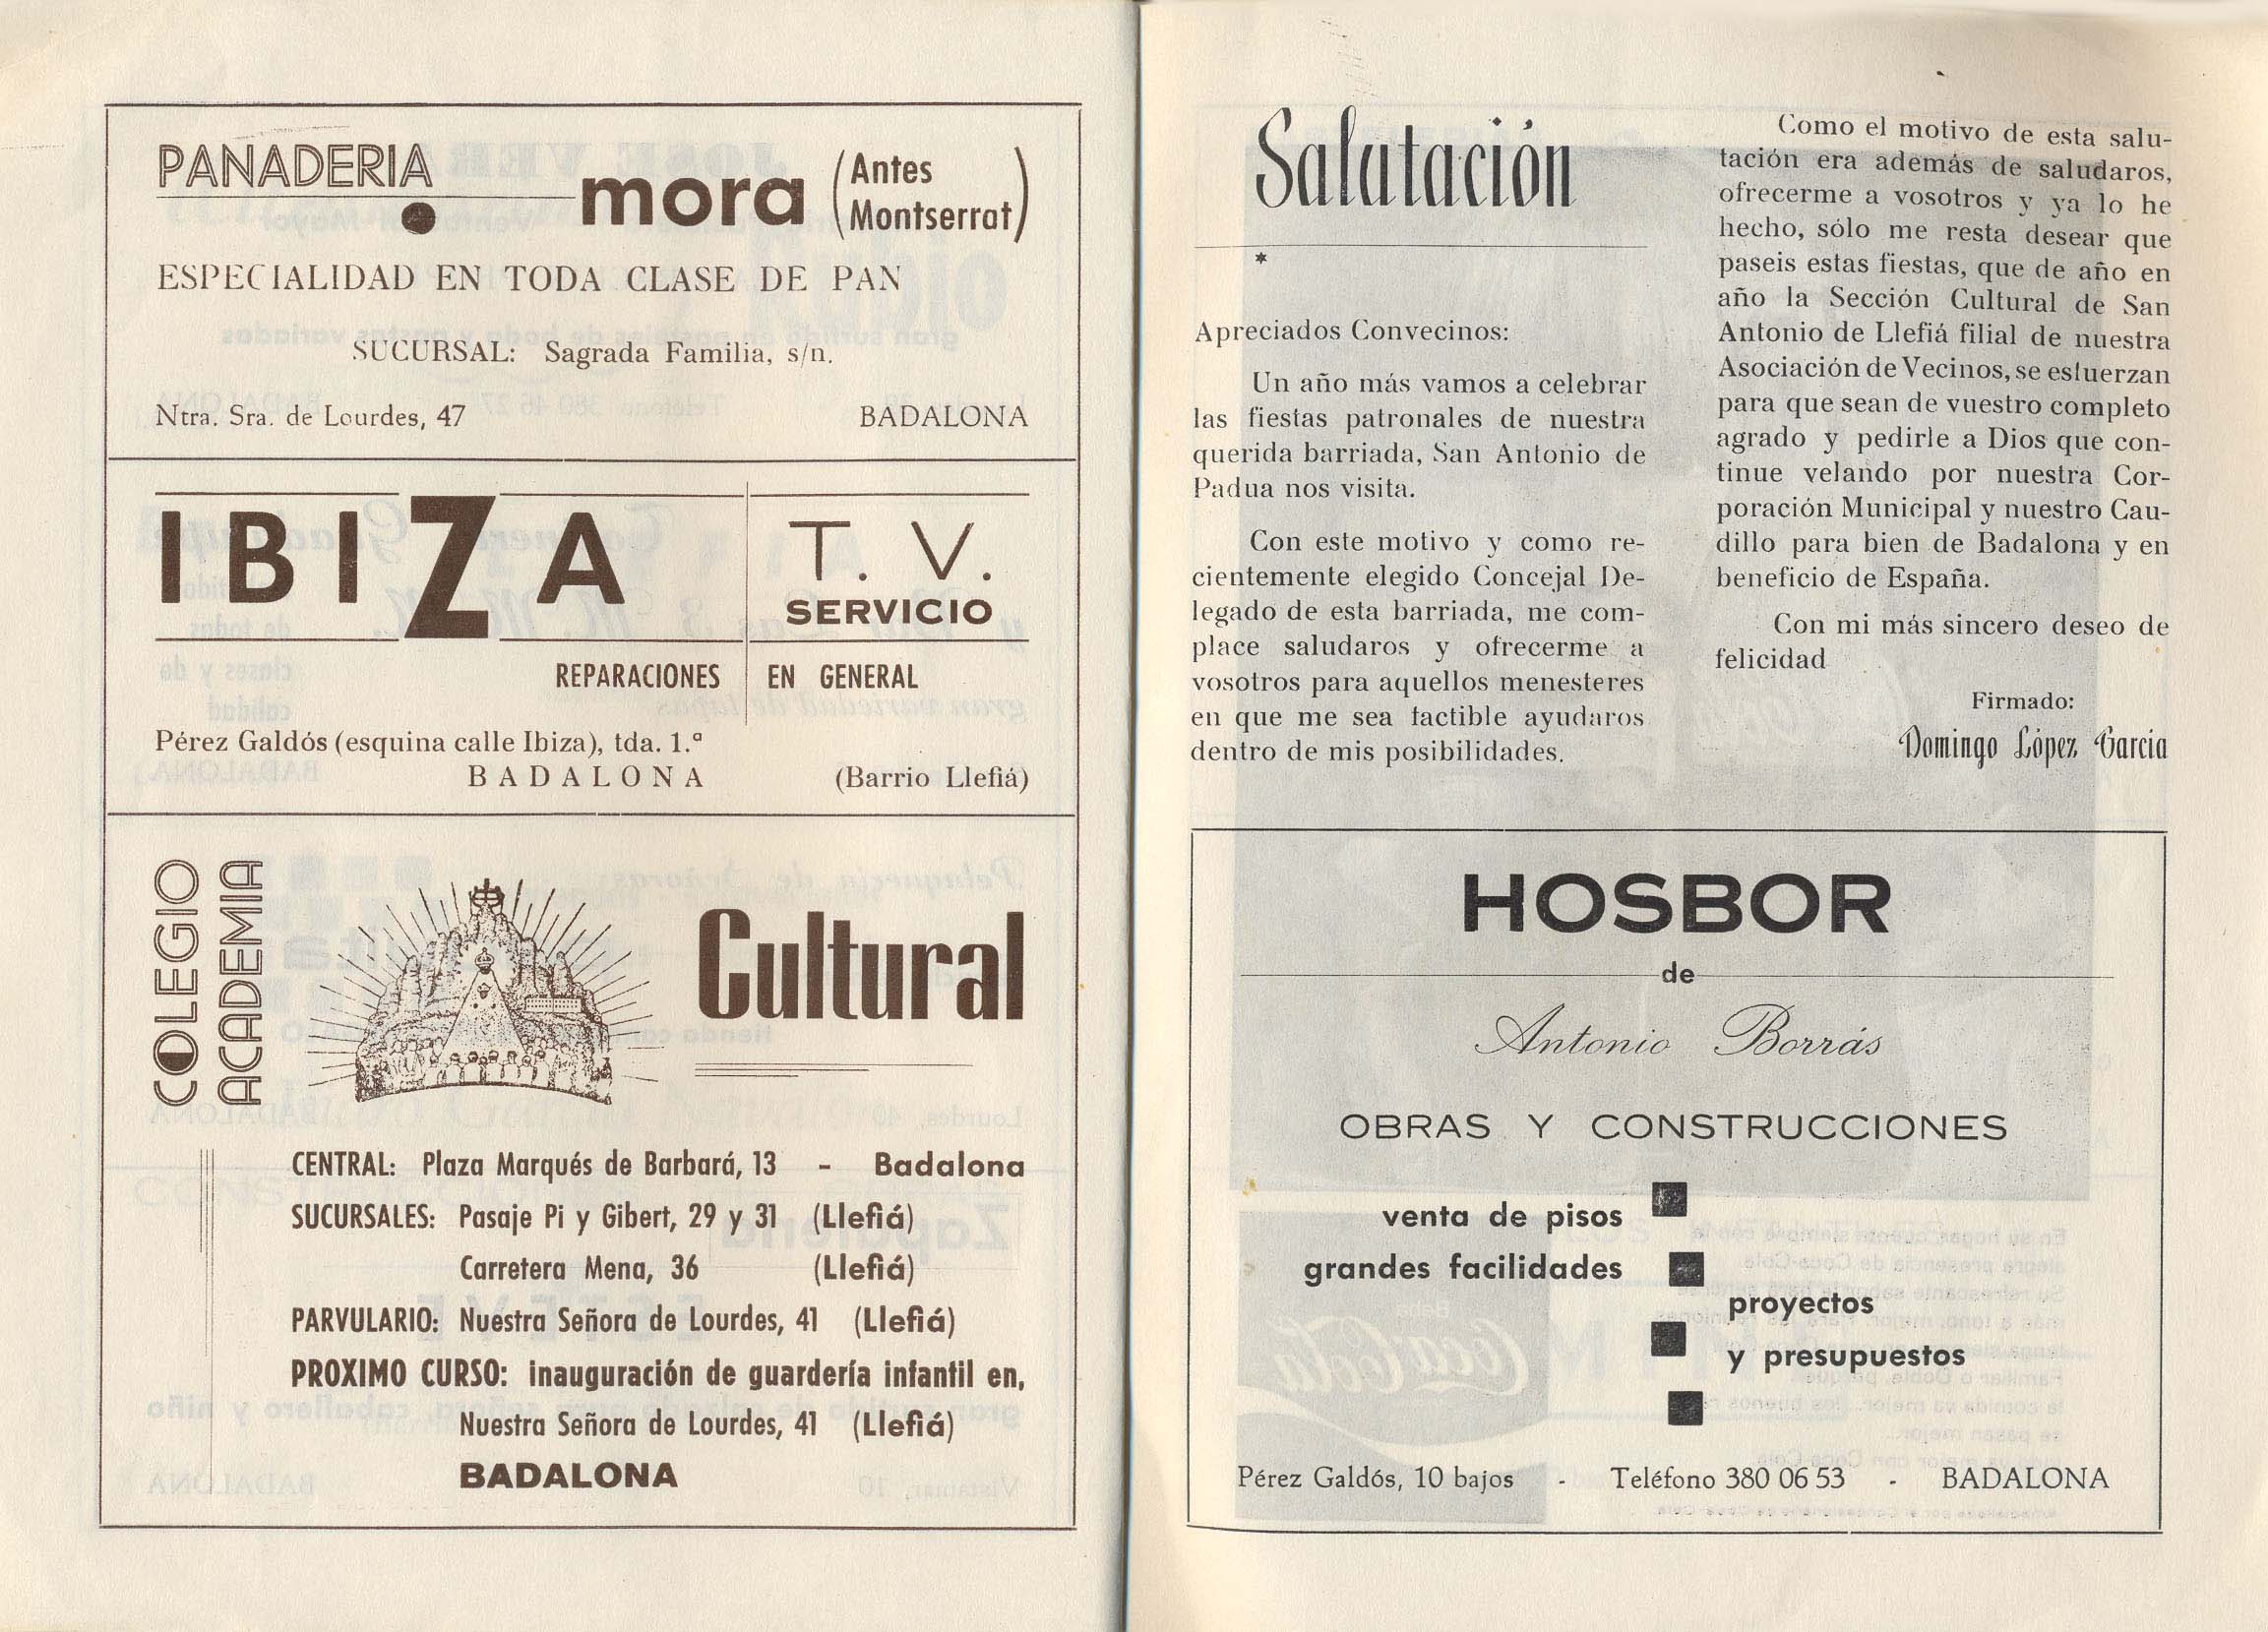 PANADERIA mora (Antes Montserrat)
ESPECIALIDAD EN TODA CLASE DE PAN
SUCURSAL: Sagrada Familia, s/n.
Ntra. Sra. de Lourdes, 47 BADALONA
IBIZA T. V.
SERVICIO
REPARACIONES EN GENERAL
Pérez Galdós (esquina calle Ibiza), tda. 1.ª
BADALONA (Barrio Llefiá)
COLEGIO
ACADEMIA
Cultural
CENTRAL: Plaza Marqués de Barbará, 13 - Badalona
SUCURSALES: Pasaje Pi y Gibert, 29 y 31 (Llefiá)
Carretera Mena, 36 (Llefiá)
PARVULARIO: Nuestra Señora de Lourdes, 41 (Llefiá)
PROXIMO CURSO: inauguración de guardería infantil en,
Nuestra Señora de Lourdes, 41 (Llefiá)
BADALONA
Salutación
*
Apreciados Convecinos:
Un año más vamos a celebrar
las fiestas patronales de nuestra
querida barriada, San Antonio de
Padua nos visita.
Con este motivo y como re-
cientemente elegido Concejal De-
legado de esta barriada, me com-
place saludaros y ofrecerme a
vosotros para aquellos menesteres
en que me sea factible ayudaros
dentro de mis posibilidades.
Como el motivo de esta salu-
tación era además de saludaros,
ofrecerme a vosotros y ya lo he
hecho, sólo me resta desear que
paseis estas fiestas, que de año en
año la Sección Cultural de San
Antonio de Llefiá filial de nuestra
Asociación de Vecinos, se esfuerzan
para que sean de vuestro completo
agrado y pedirle a Dios que con-
tinue velando por nuestra Cor-
poración Municipal y nuestro Cau-
dillo para bien de Badalona y en
beneficio de España.
Con mi más sincero deseo de
felicidad
Firmado:
Domingo López García
HOSBOR
de
Antonio Borrás
OBRAS Y CONSTRUCCIONES
venta de pisos
grandes facilidades
proyectos
y presupuestos
Pérez Galdós, 10 bajos - Teléfono 380 06 53 - BADALONA